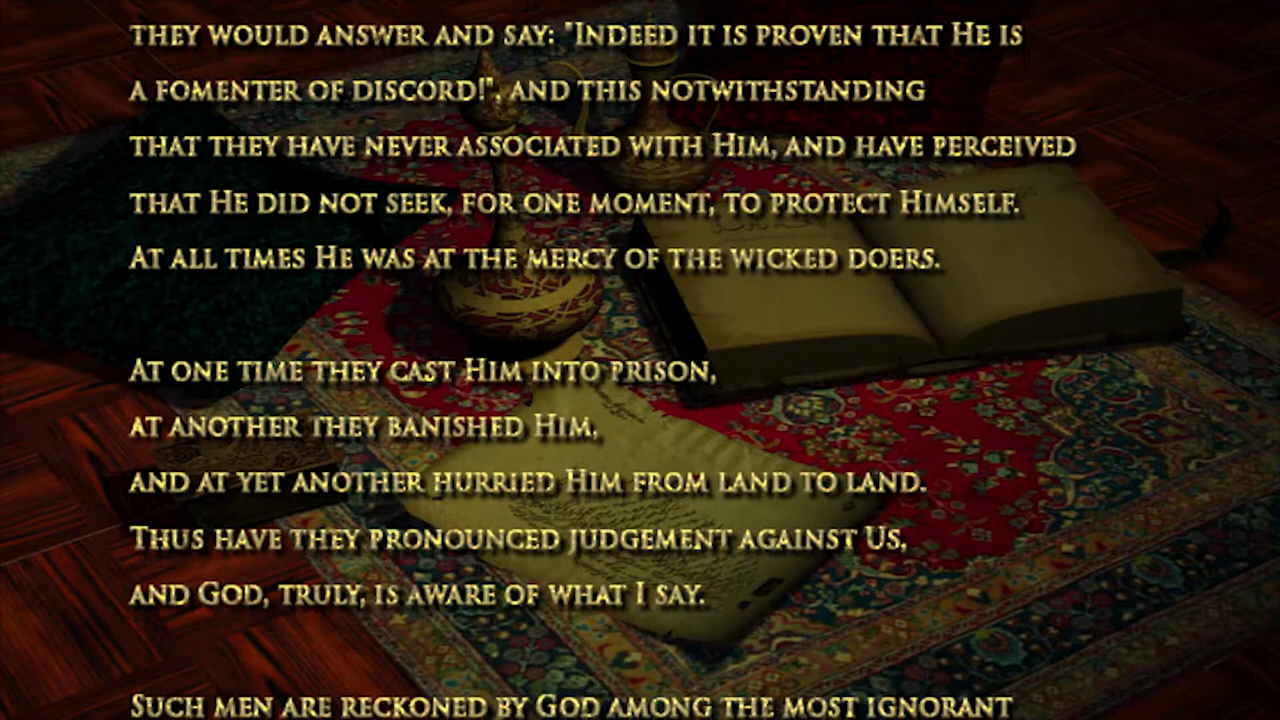 THEY WOULD ANSWER AND SAY: "INDEED IT IS PROVEN THAT HE IS
A FOMENTER OF DISCORD!", AND THIS NOTWITHSTANDING
THAT THEY HAVE NEVER ASSOCIATED WITH HIM, AND HAVE PERCEIVED
THAT HE DID NOT SEEK, FOR ONE MOMENT, TO PROTECT HIMSELF.
AT ALL TIMES HE WAS AT THE MERCY OF THE WICKED DOERS.
AT ONE TIME THEY CAST HIM INTO PRISON,
AT ANOTHER THEY BANISHED HIM,
AND AT YET ANOTHER HURRIED HIM FROM LAND TO LAND.
THUS HAVE THEY PRONOUNCED JUDGEMENT AGAINST US,
AND GOD, TRULY, IS AWARE OF WHAT I SAY.
SUCH MEN ARE RECKONED BY GOD AMONG THE MOST IGNORANT